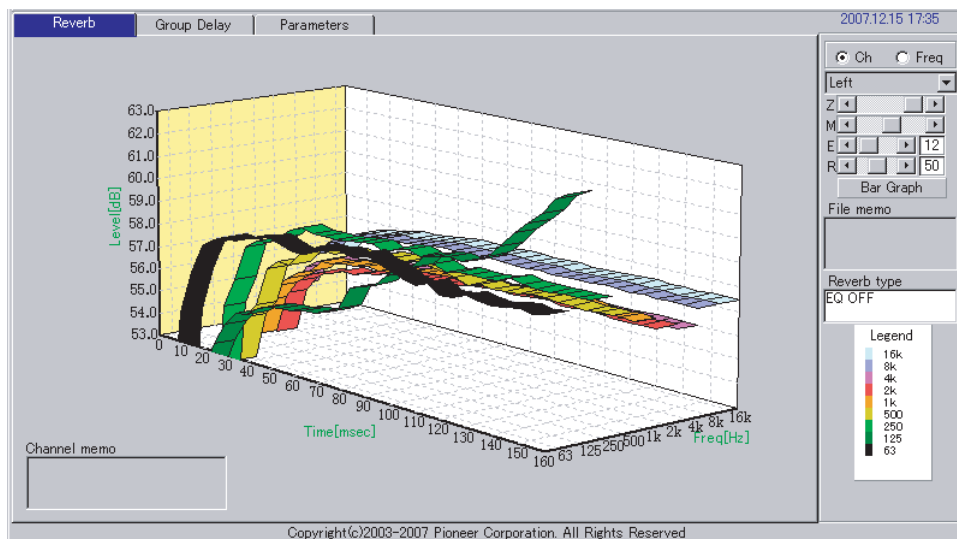 Reverb
Group Delay
Parameters
2007.12.15 17:35
Ch
Freq
Left
Z
M
E 12
R 50
Bar Graph
File memo
Reverb type
EQ OFF
Legend
16k
8k
4k
2k
1k
500
250
125
63
63.0
62.0
61.0
60.0
59.0
58.0
57.0
56.0
55.0
54.0
53.0
Level[dB]
0 10 20 30 40 50 60 70 80 90 100 110 120 130 140 150 160
Time[msec]
63 125 250 500 1k 2k 4k 8k 16k
Freq[Hz]
Channel memo
Copyright(c)2003-2007 Pioneer Corporation. All Rights Reserved